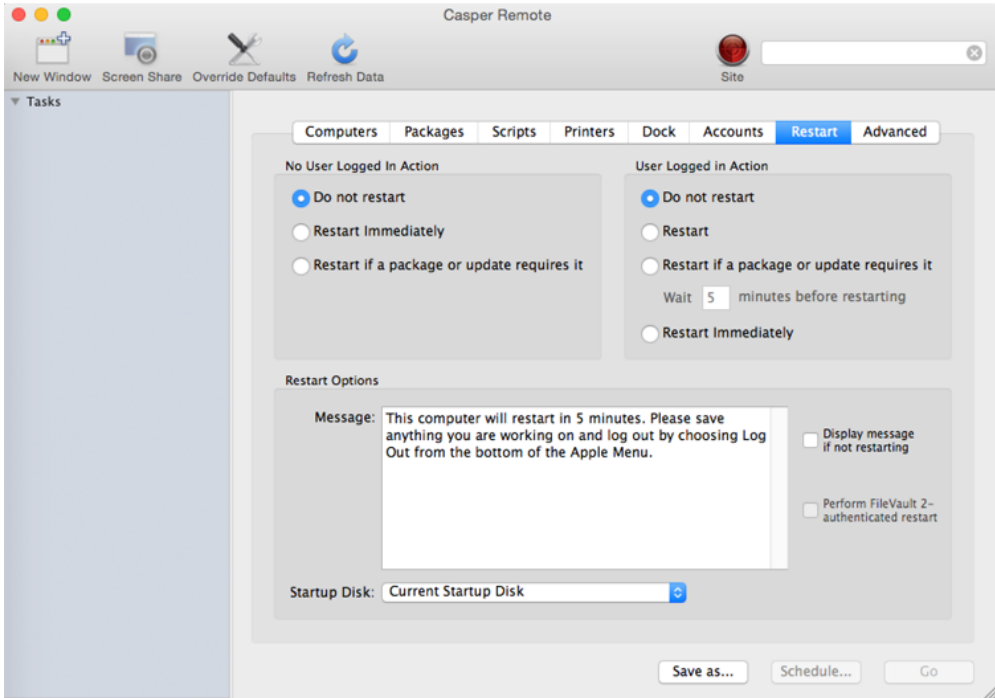 Casper Remote
New Window Screen Share Override Defaults Refresh Data Site
Tasks
Computers Packages Scripts Printers Dock Accounts Restart Advanced
No User Logged In Action
Do not restart
Restart Immediately
Restart if a package or update requires it
User Logged in Action
Do not restart
Restart
Restart if a package or update requires it
Wait 5 minutes before restarting
Restart Immediately
Restart Options
Message:
This computer will restart in 5 minutes. Please save
anything you are working on and log out by choosing Log
Out from the bottom of the Apple Menu.
Display message
if not restarting
Perform FileVault 2-
authenticated restart
Startup Disk: Current Startup Disk
Save as... Schedule... Go